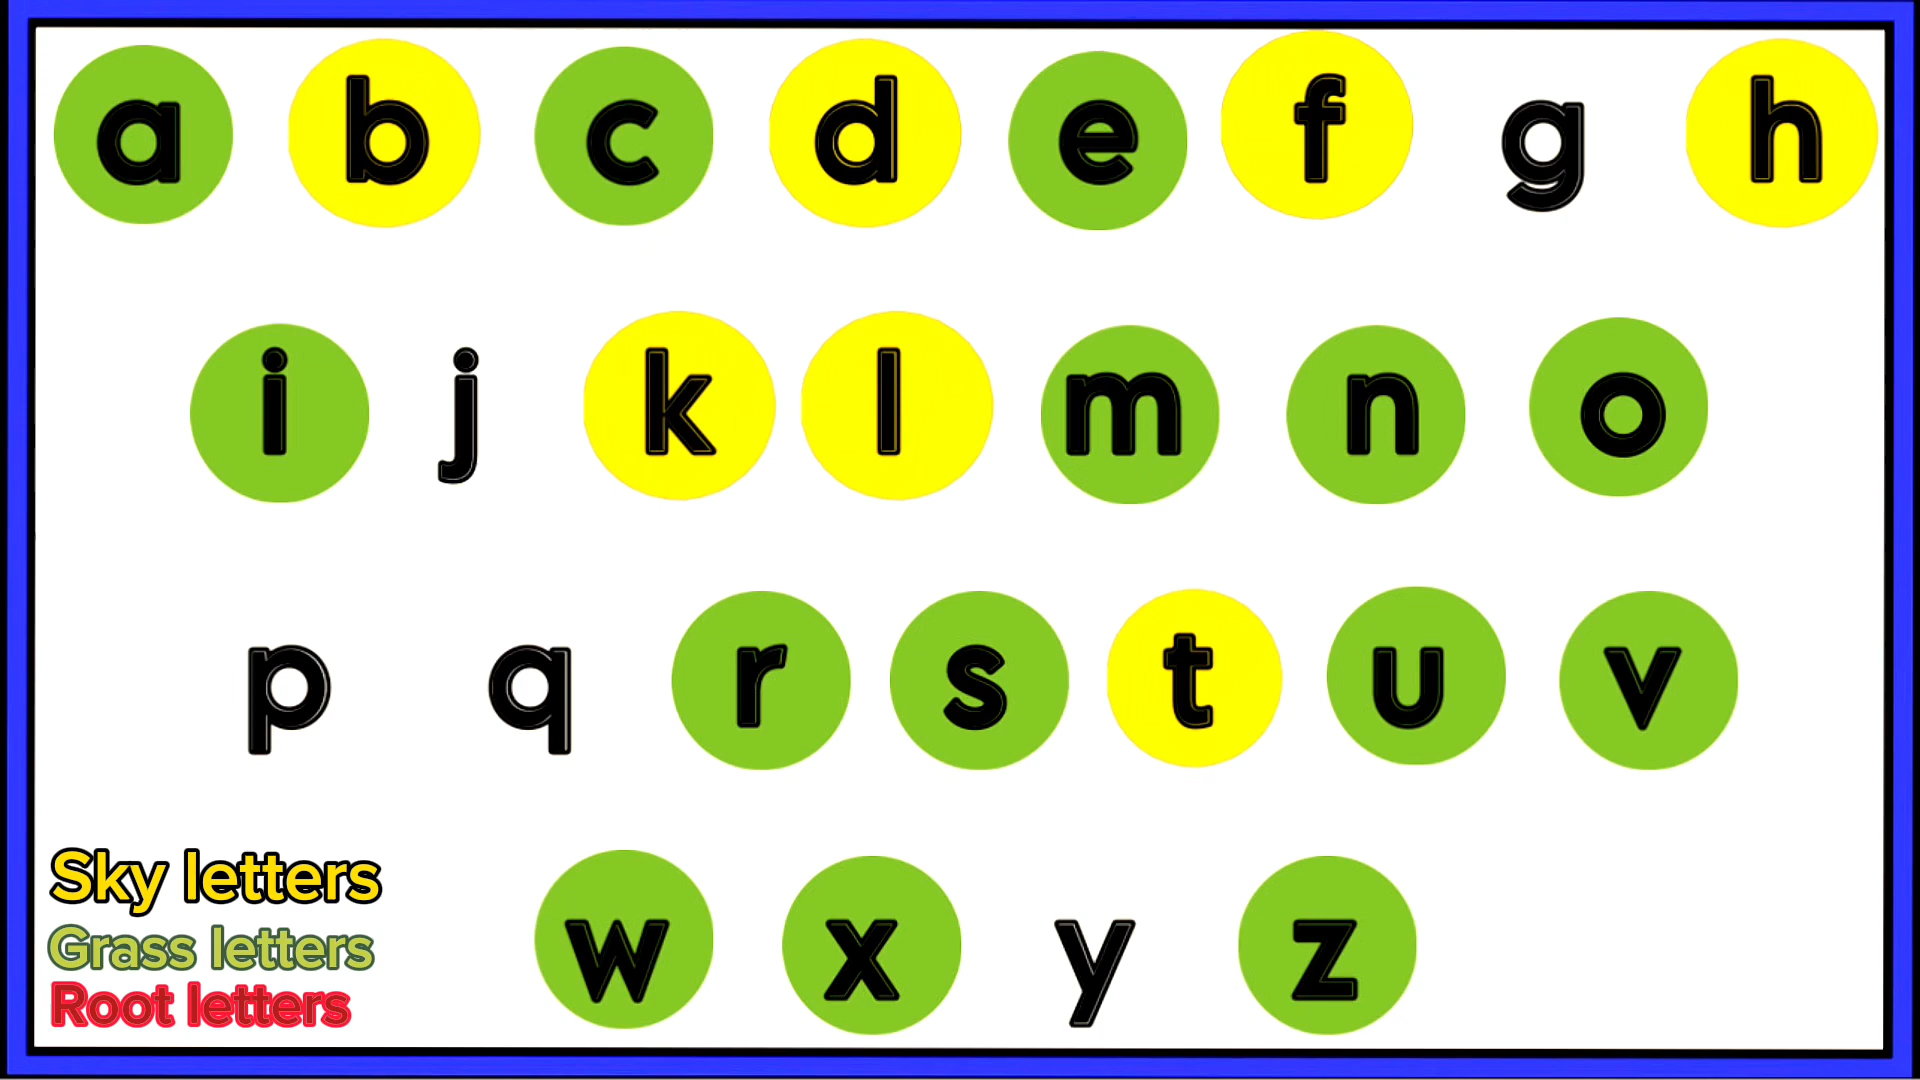 a b c d e f g h
i j k l m n o
p q r s t u v
w x y z
Sky letters
Grass letters
Root letters